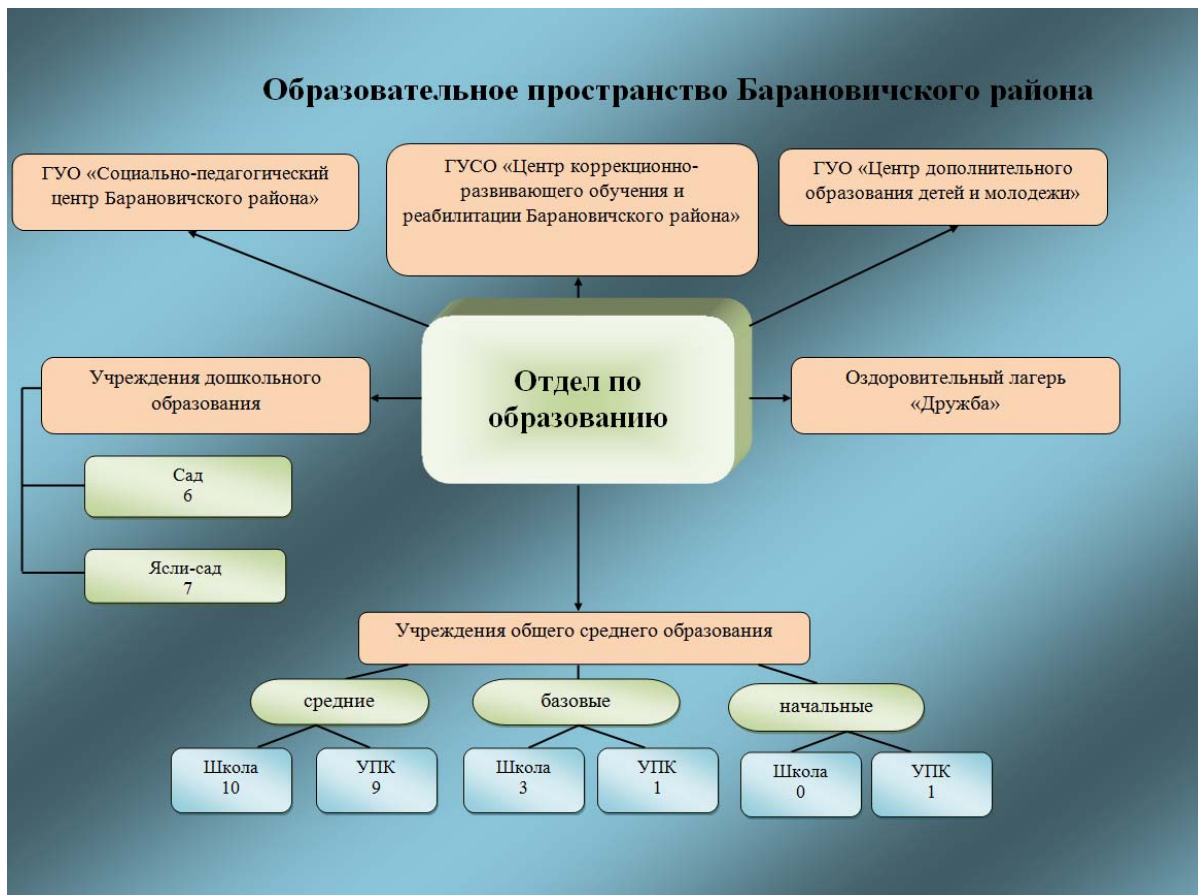 Образовательное пространство Барановичского района
ГУО «Социально-педагогический
центр Барановичского района»
ГУСО «Центр коррекционно-
развивающего обучения и
реабилитации Барановичского района»
ГУО «Центр дополнительного
образования детей и молодежи»
Отдел по
образованию
Учреждения дошкольного
образования
Оздоровительный лагерь
«Дружба»
Сад
6
Ясли-сад
7
Учреждения общего среднего образования
средние
базовые
начальные
Школа
10
УПК
9
Школа
3
УПК
1
Школа
0
УПК
1